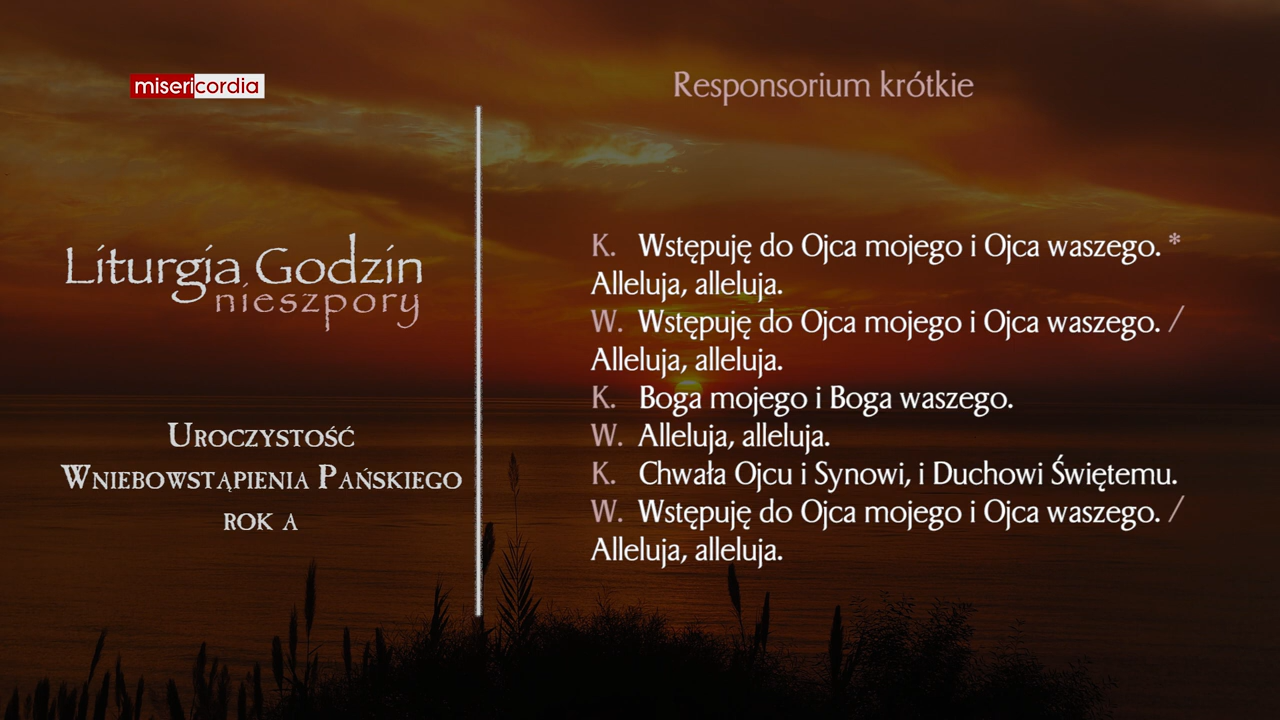 misericordia
Liturgia Godzin
nieszpory
Uroczystość
Wniebowstąpienia Pańskiego
rok A
Responsorium krótkie
K. Wstępuję do Ojca mojego i Ojca waszego. *
Alleluja, alleluja.
W. Wstępuję do Ojca mojego i Ojca waszego. /
Alleluja, alleluja.
K. Boga mojego i Boga waszego.
W. Alleluja, alleluja.
K. Chwała Ojcu i Synowi, i Duchowi Świętemu.
W. Wstępuję do Ojca mojego i Ojca waszego. /
Alleluja, alleluja.